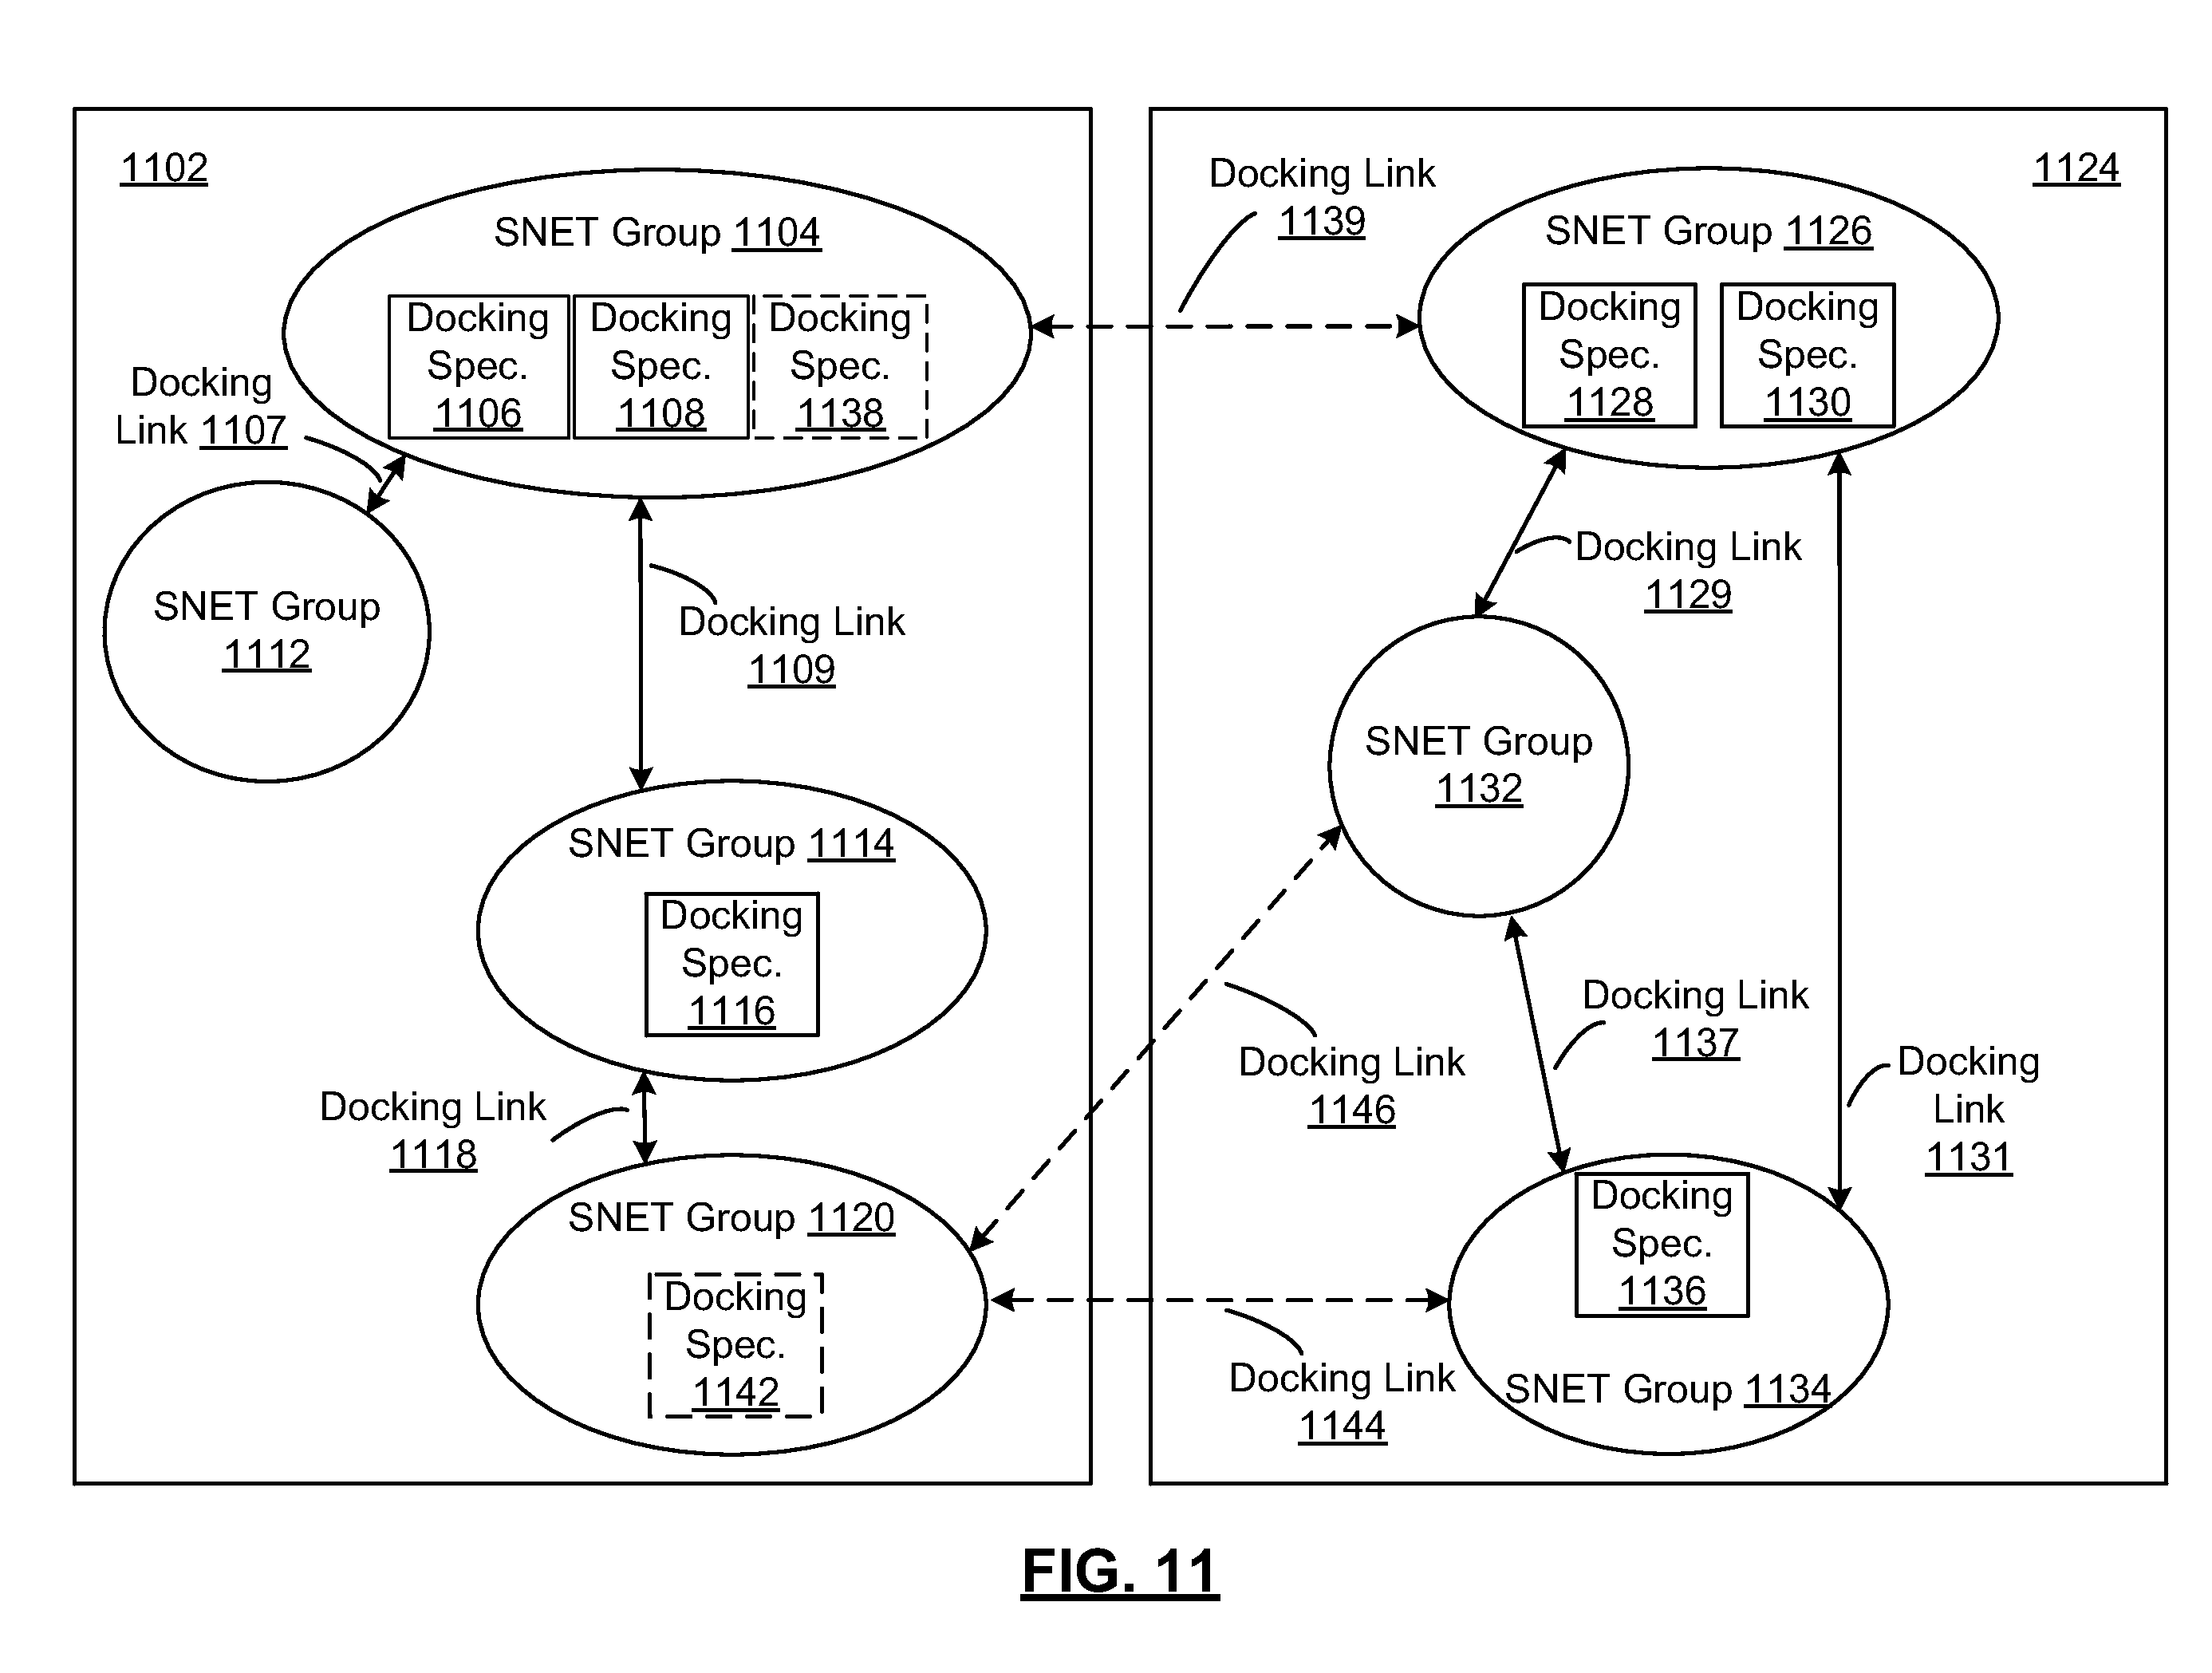 1102
SNET Group 1104
Docking
Spec.
1106
Docking
Spec.
1108
Docking
Spec.
1138
Docking
Link 1107
SNET Group
1112
Docking Link
1109
SNET Group 1114
Docking
Spec.
1116
Docking Link
1118
SNET Group 1120
Docking
Spec.
1142
Docking Link
1139
1124
SNET Group 1126
Docking
Spec.
1128
Docking
Spec.
1130
Docking Link
1129
SNET Group
1132
Docking Link
1137
Docking Link
1146
Docking
Link
1131
Docking
Spec.
1136
SNET Group 1134
Docking Link
1144
FIG. 11